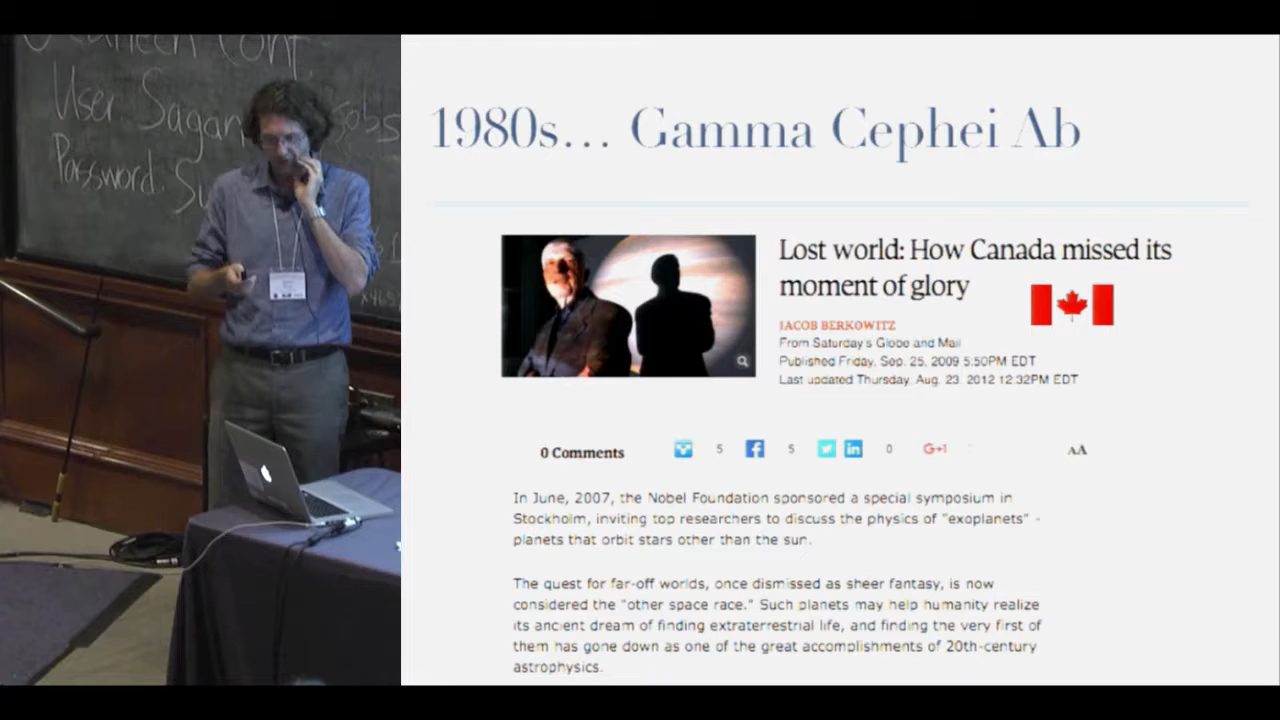 Conf.
User: Sagan
Password:
1980s... Gamma Cephei Ab
Lost world: How Canada missed its
moment of glory
JACOB BERKOWITZ
From Saturday's Globe and Mail
Published Friday, Sep. 25, 2009 5:50PM EDT
Last updated Thursday, Aug. 23, 2012 12:32PM EDT
0 Comments
5
5
0
G+1
AA
In June, 2007, the Nobel Foundation sponsored a special symposium in
Stockholm, inviting top researchers to discuss the physics of "exoplanets" -
planets that orbit stars other than the sun.
The quest for far-off worlds, once dismissed as sheer fantasy, is now
considered the "other space race." Such planets may help humanity realize
its ancient dream of finding extraterrestrial life, and finding the very first of
them has gone down as one of the great accomplishments of 20th-century
astrophysics.